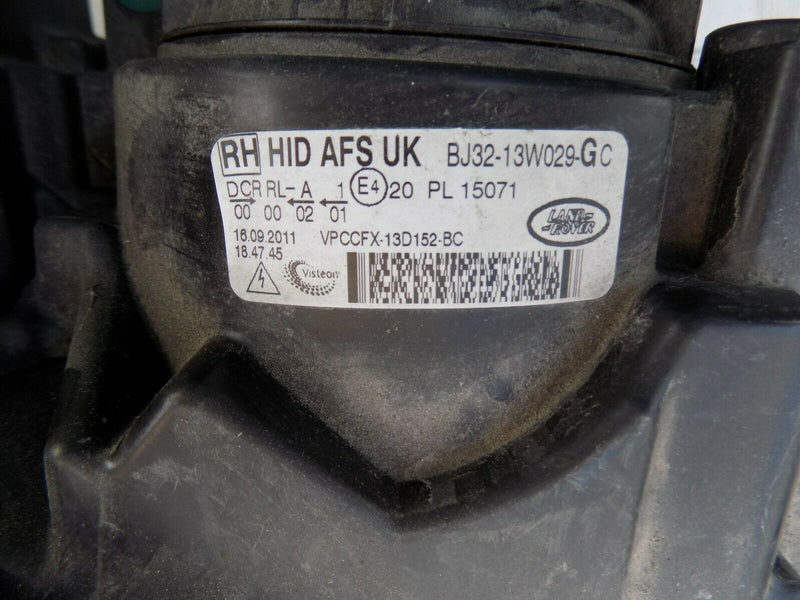 RH HID AFS UK BJ32-13W029-GC
DCR RL-A 1 E4 20 PL 15071
00 00 02 01
LAND-
-ROVER
16.09.2011 VPCCFX-13D152-BC
18.47.45
Visteon